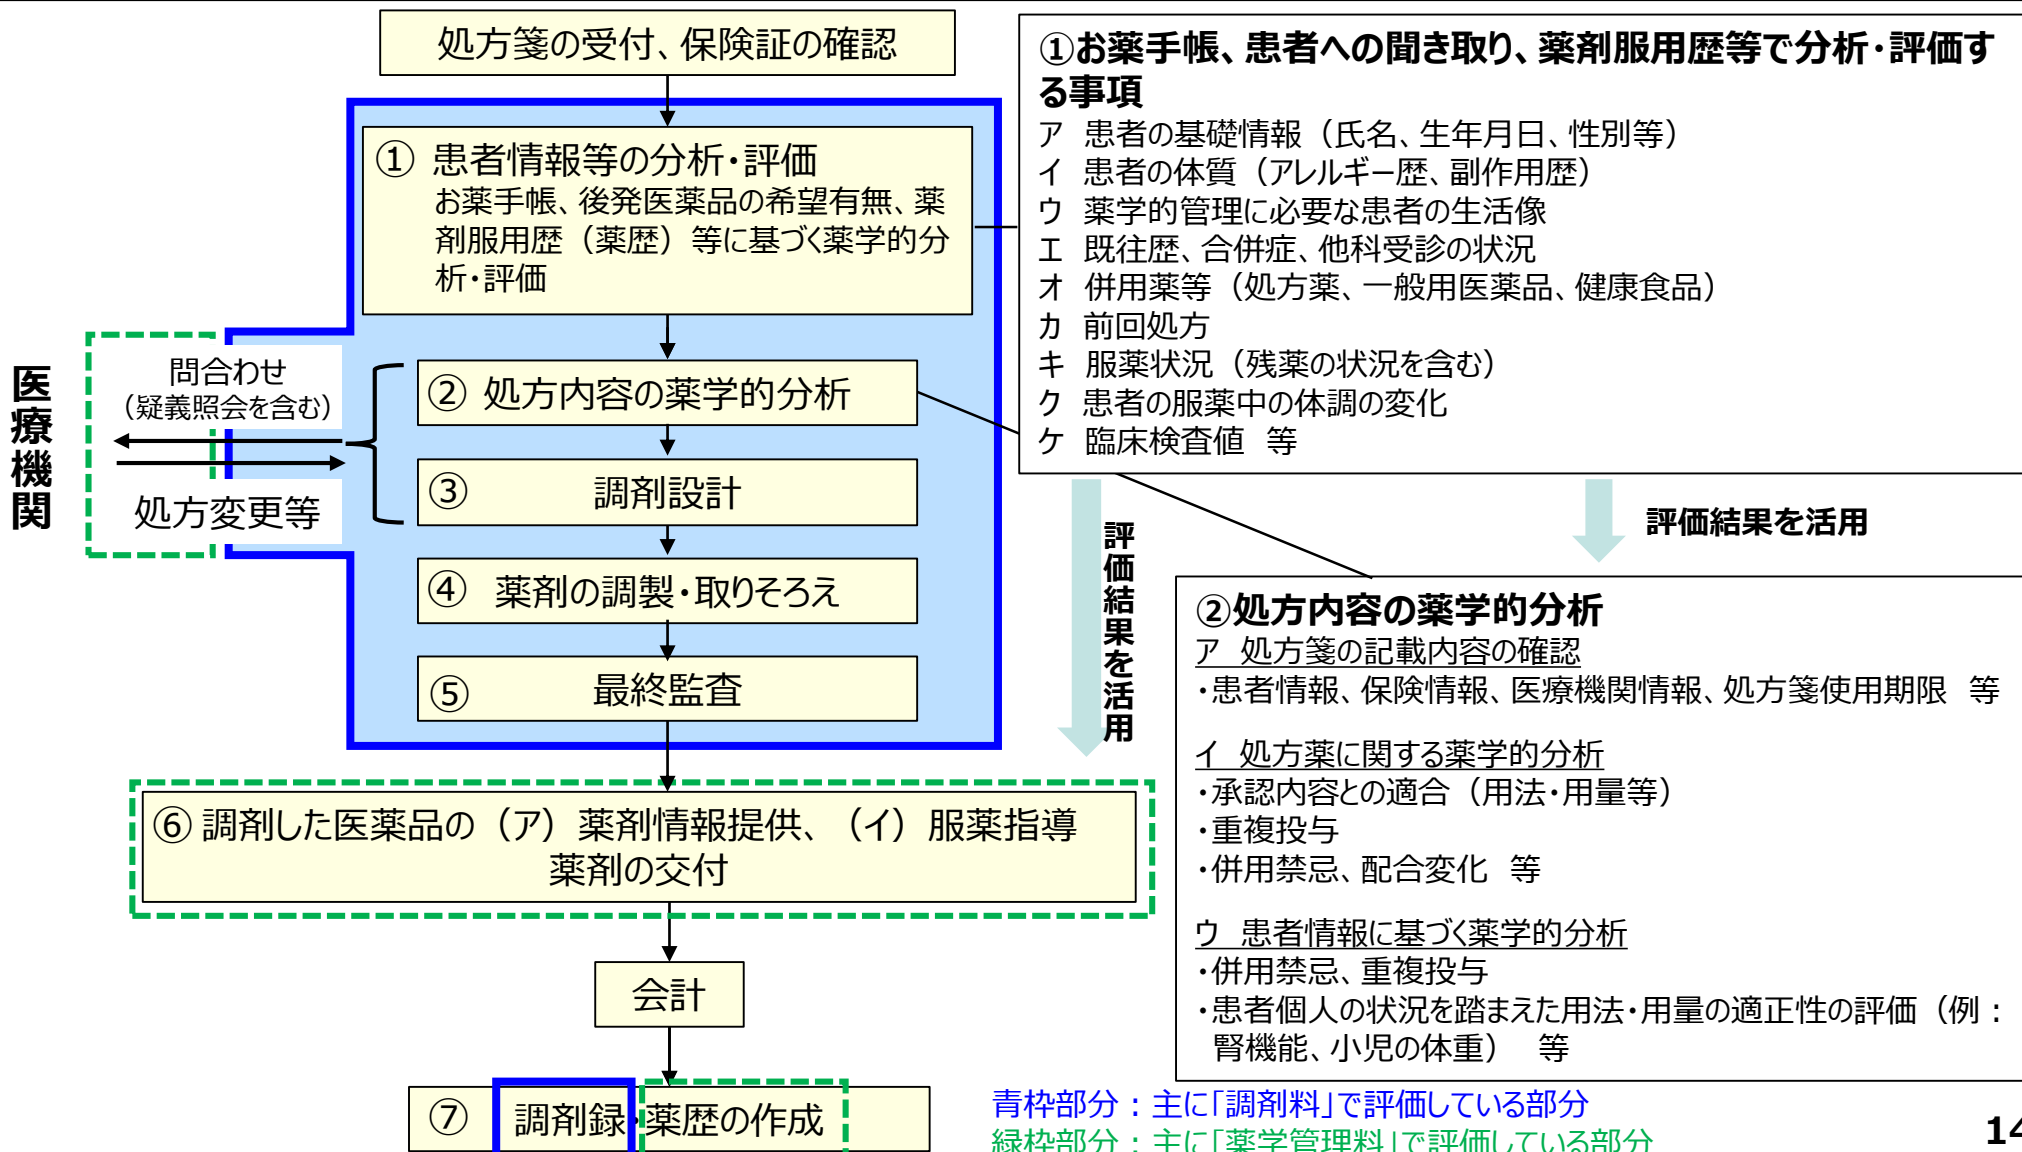 処方箋の受付、保険証の確認
① 患者情報等の分析・評価
お薬手帳、後発医薬品の希望有無、薬
剤服用歴（薬歴）等に基づく薬学的分
析・評価
医療機関
問合わせ
（疑義照会を含む）
処方変更等
② 処方内容の薬学的分析
③ 調剤設計
④ 薬剤の調製・取りそろえ
⑤ 最終監査
⑥ 調剤した医薬品の（ア）薬剤情報提供、（イ）服薬指導
薬剤の交付
会計
⑦ 調剤録・薬歴の作成
①お薬手帳、患者への聞き取り、薬剤服用歴等で分析・評価す
る事項
ア 患者の基礎情報（氏名、生年月日、性別等）
イ 患者の体質（アレルギー歴、副作用歴）
ウ 薬学的管理に必要な患者の生活像
エ 既往歴、合併症、他科受診の状況
オ 併用薬等（処方薬、一般用医薬品、健康食品）
カ 前回処方
キ 服薬状況（残薬の状況を含む）
ク 患者の服薬中の体調の変化
ケ 臨床検査値 等
評価結果を活用
評価結果を活用
②処方内容の薬学的分析
ア 処方箋の記載内容の確認
・患者情報、保険情報、医療機関情報、処方箋使用期限 等
イ 処方薬に関する薬学的分析
・承認内容との適合（用法・用量等）
・重複投与
・併用禁忌、配合変化 等
ウ 患者情報に基づく薬学的分析
・併用禁忌、重複投与
・患者個人の状況を踏まえた用法・用量の適正性の評価（例：
腎機能、小児の体重） 等
青枠部分：主に「調剤料」で評価している部分
緑枠部分：主に「薬学管理料」で評価している部分
14